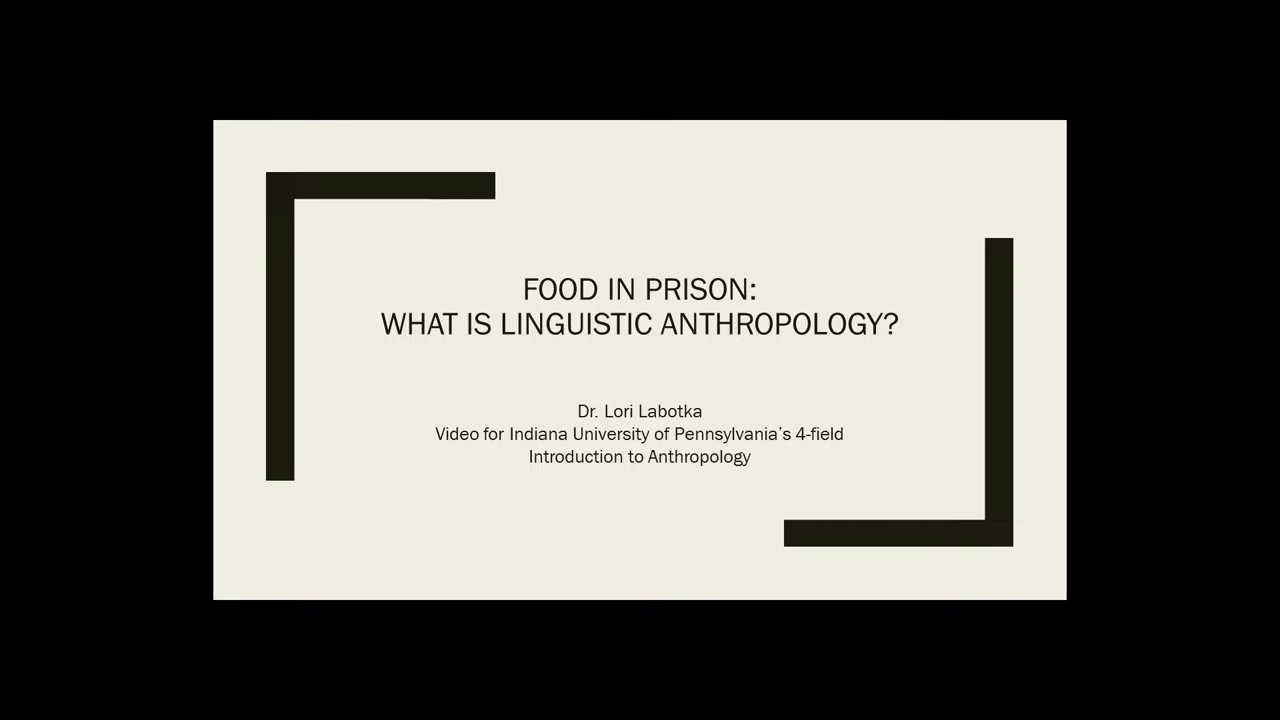 FOOD IN PRISON:
WHAT IS LINGUISTIC ANTHROPOLOGY?
Dr. Lori Labotka
Video for Indiana University of Pennsylvania’s 4-field
Introduction to Anthropology